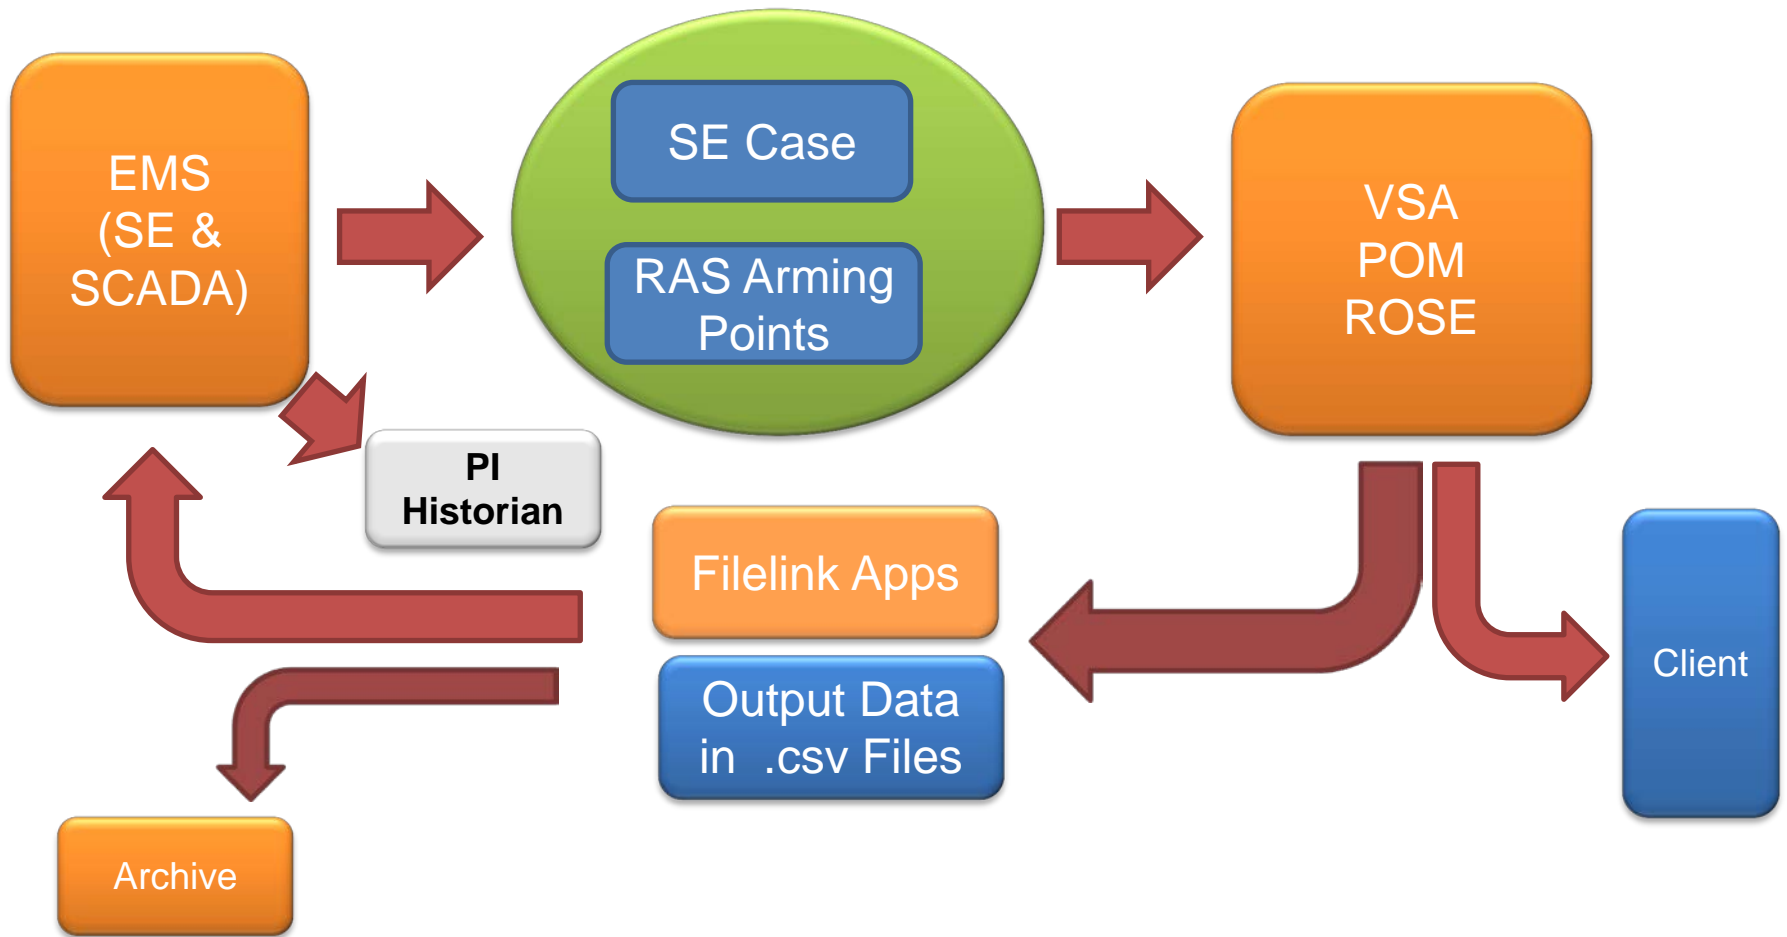 EMS
(SE &
SCADA)
SE Case
RAS Arming
Points
VSA
POM
ROSE
PI
Historian
Filelink Apps
Output Data
in  .csv Files
Client
Archive